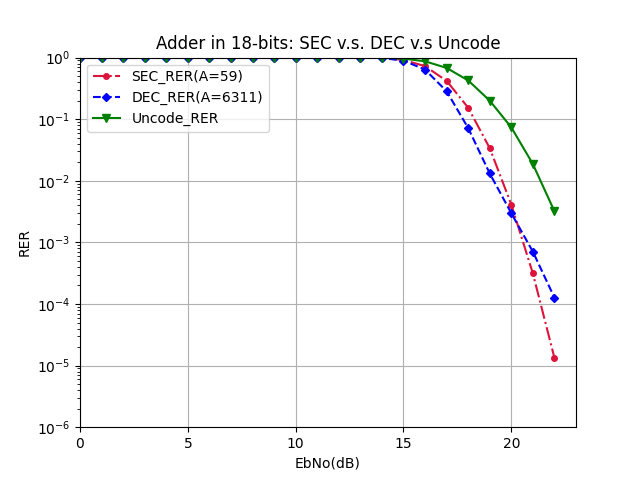 Adder in 18-bits: SEC v.s. DEC v.s Uncode
SEC_RER(A=59)
DEC_RER(A=6311)
Uncode_RER
RER
10^0
10^−1
10^−2
10^−3
10^−4
10^−5
10^−6
0 5 10 15 20
EbNo(dB)